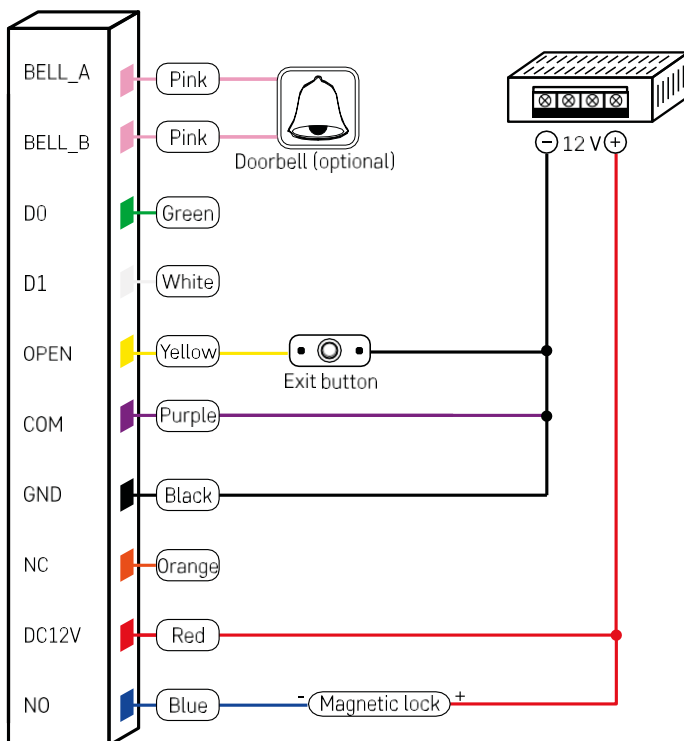 BELL_A Pink
BELL_B Pink
Doorbell (optional)
− 12 V +
D0 Green
D1 White
OPEN Yellow
Exit button
COM Purple
GND Black
NC Orange
DC12V Red
NO Blue - Magnetic lock +